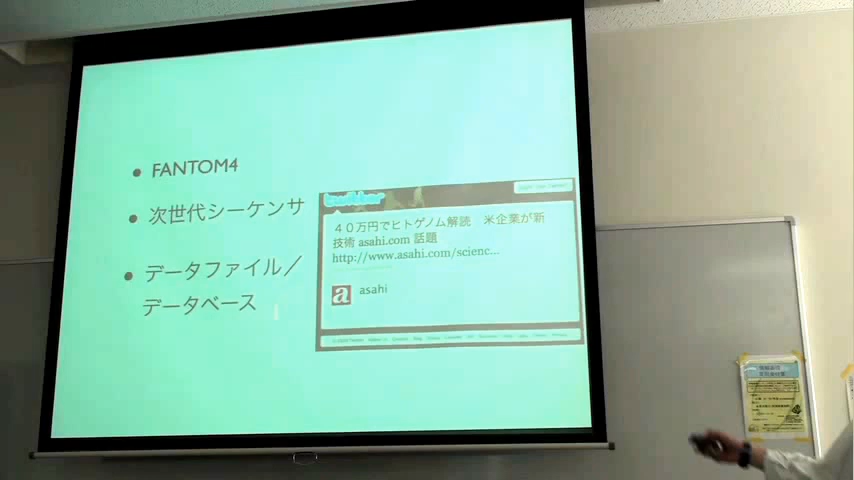 FANTOM4
次世代シーケンサ
データファイル／
データベース
twitter
４０万円でヒトゲノム解読　米企業が新
技術 asahi.com 話題
http://www.asahi.com/scienc...
a
asahi